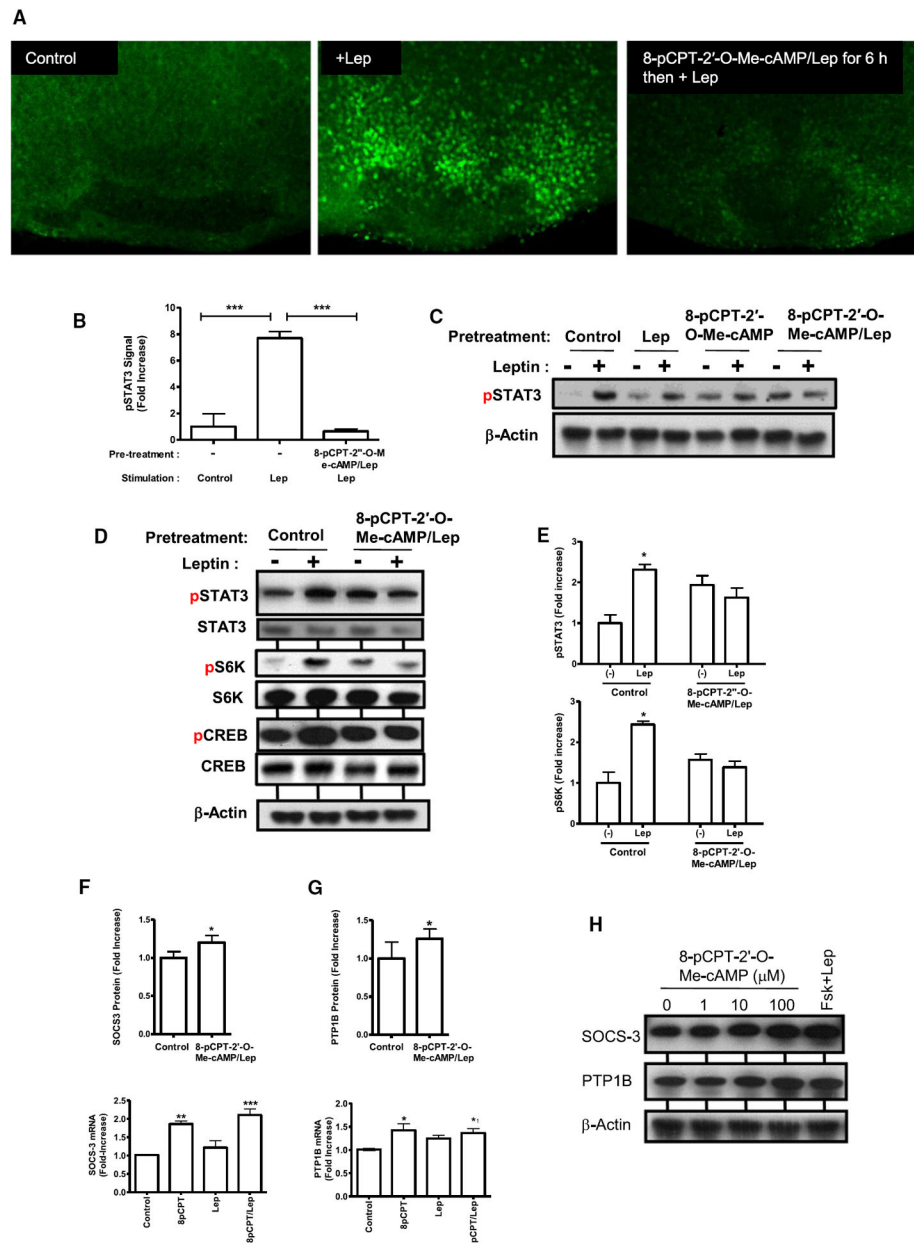 A
Control
+Lep
8-pCPT-2'-O-Me-cAMP/Lep for 6 h
then + Lep
B
pSTAT3 Signal
(Fold Increase)
10
8
6
4
2
0
***
***
Pre-treatment :
-
-
8-pCPT-2"-O-M
e-cAMP/Lep
Stimulation :
Control
Lep
Lep
C
Pretreatment:
Control
Lep
8-pCPT-2'-
O-Me-cAMP
8-pCPT-2'-O-
Me-cAMP/Lep
Leptin :
- + - + - + - +
pSTAT3
β-Actin
D
Pretreatment:
Control
8-pCPT-2'-O-
Me-cAMP/Lep
Leptin :
- + - +
pSTAT3
STAT3
pS6K
S6K
pCREB
CREB
β-Actin
E
pSTAT3 (Fold increase)
3
2
1
0
*
(-) Lep (-) Lep
Control
8-pCPT-2"-O-
Me-cAMP/Lep
pS6K (Fold increase)
3
2
1
0
*
(-) Lep (-) Lep
Control
8-pCPT-2'-O-
Me-cAMP/Lep
F
SOCS3 Protein (Fold Increase)
1.5
1.0
0.5
0.0
*
Control
8-pCPT-2'-O-
Me-cAMP/Lep
SOCS-3 mRNA
(Fold-Increase)
2.5
2.0
1.5
1.0
0.5
0.0
**
***
Control
8pCPT
Lep
8pCPT/Lep
G
PTP1B Protein (Fold Increase)
1.5
1.0
0.5
0.0
*
Control
8-pCPT-2'-O-
Me-cAMP/Lep
PTP1B mRNA
(Fold Increase)
2.0
1.5
1.0
0.5
0.0
*
*
Control
8pCPT
Lep
pCPT/Lep
H
8-pCPT-2'-O-
Me-cAMP (μM)
Fsk+Lep
0 1 10 100
SOCS-3
PTP1B
β-Actin